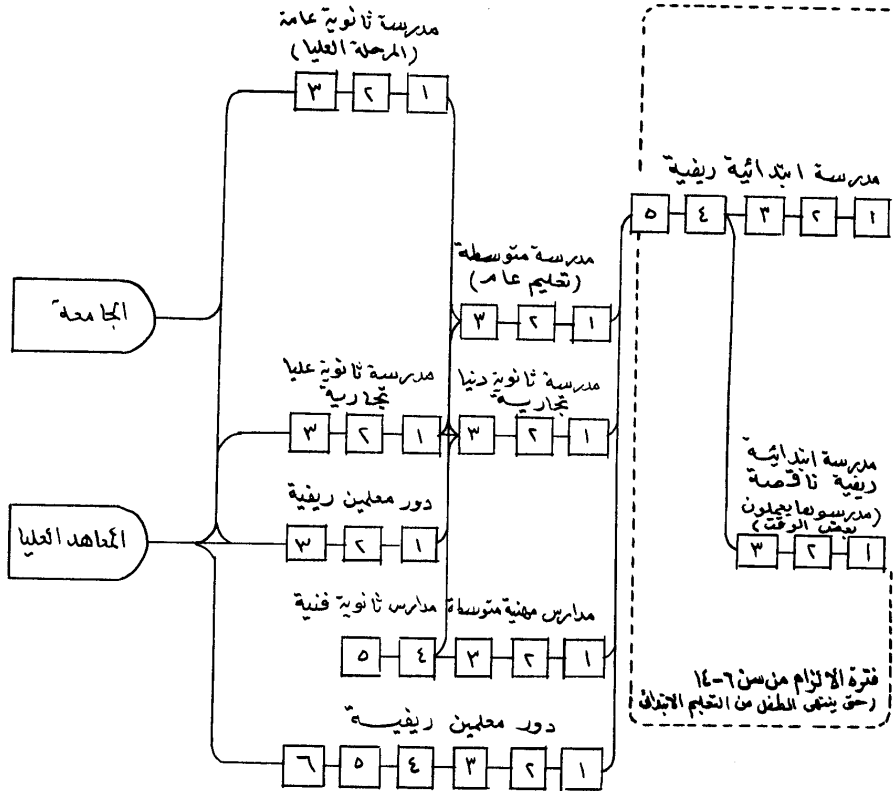 مدرسة ثانوية عامة
(المرحلة العليا)
١ ٢ ٣
مدرسة ابتدائية ريفية
١ ٢ ٣ ٤ ٥
مدرسة متوسطة
(تعليم عام)
١ ٢ ٣
الجامعة
مدرسة ثانوية دنيا
تجارية
١ ٢ ٣
مدرسة ثانوية عليا
تجارية
١ ٢ ٣
مدرسة ابتدائية
ريفية ناقصة
(مدرسوها يعملون
بعض الوقت)
١ ٢ ٣
دور معلمين ريفية
١ ٢ ٣
المعاهد العليا
مدارس مهنية متوسطة مدارس ثانوية فنية
١ ٢ ٣ ٤ ٥
فترة الالزام من سن ٦-١٤
(حتى ينتهى الطفل من التعليم الابتدائى
دور معلمين ريفية
١ ٢ ٣ ٤ ٥ ٦